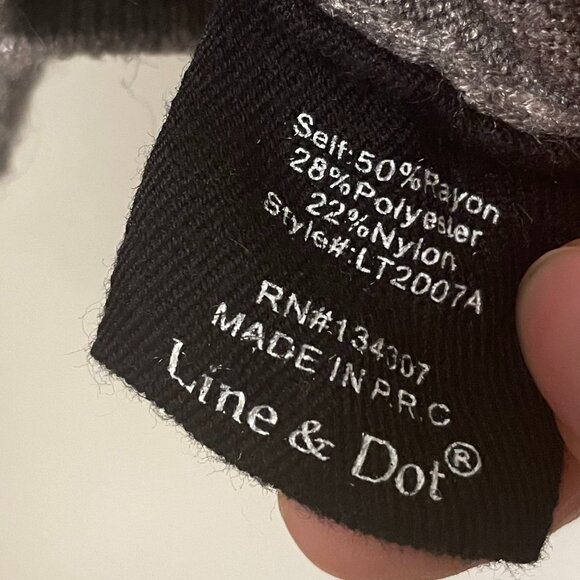 Self:50%Rayon
28%Polyester
22%Nylon
Style#:LT2007A
RN#134307
MADE IN P.R.C
Line & Dot®